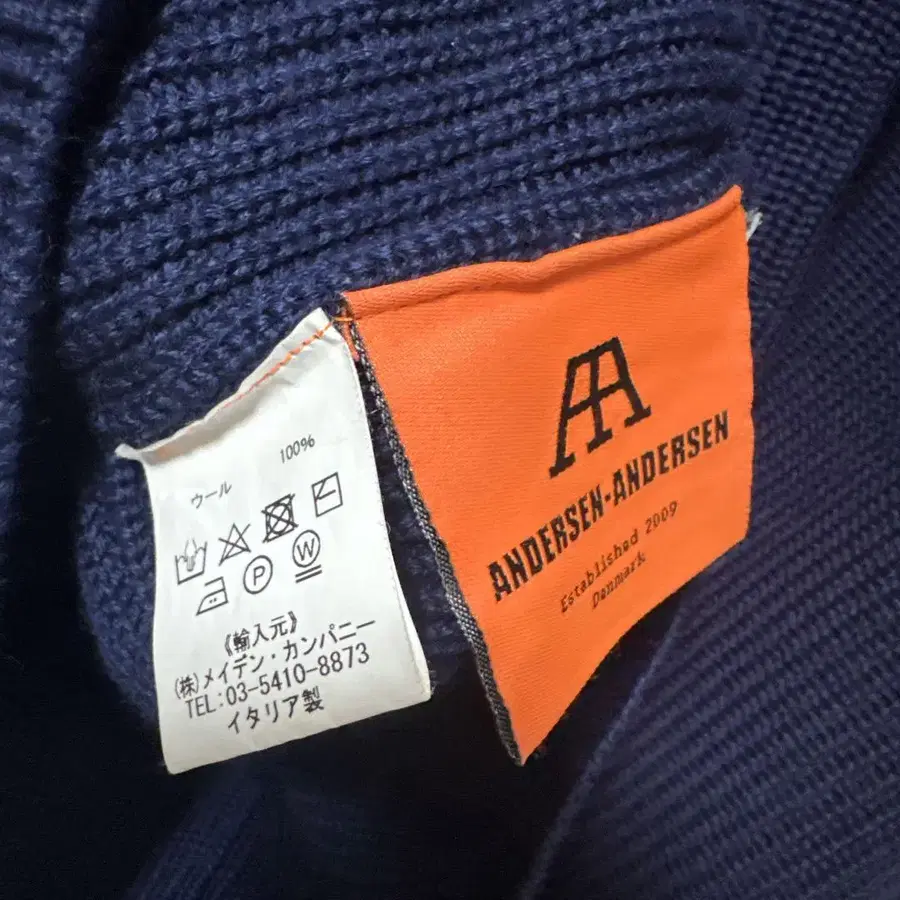 ウール 100%
P
W
《輸入元》
(株)メイデン・カンパニー
TEL:03-5410-8873
イタリア製
ANDERSEN-ANDERSEN
Established 2009
Denmark